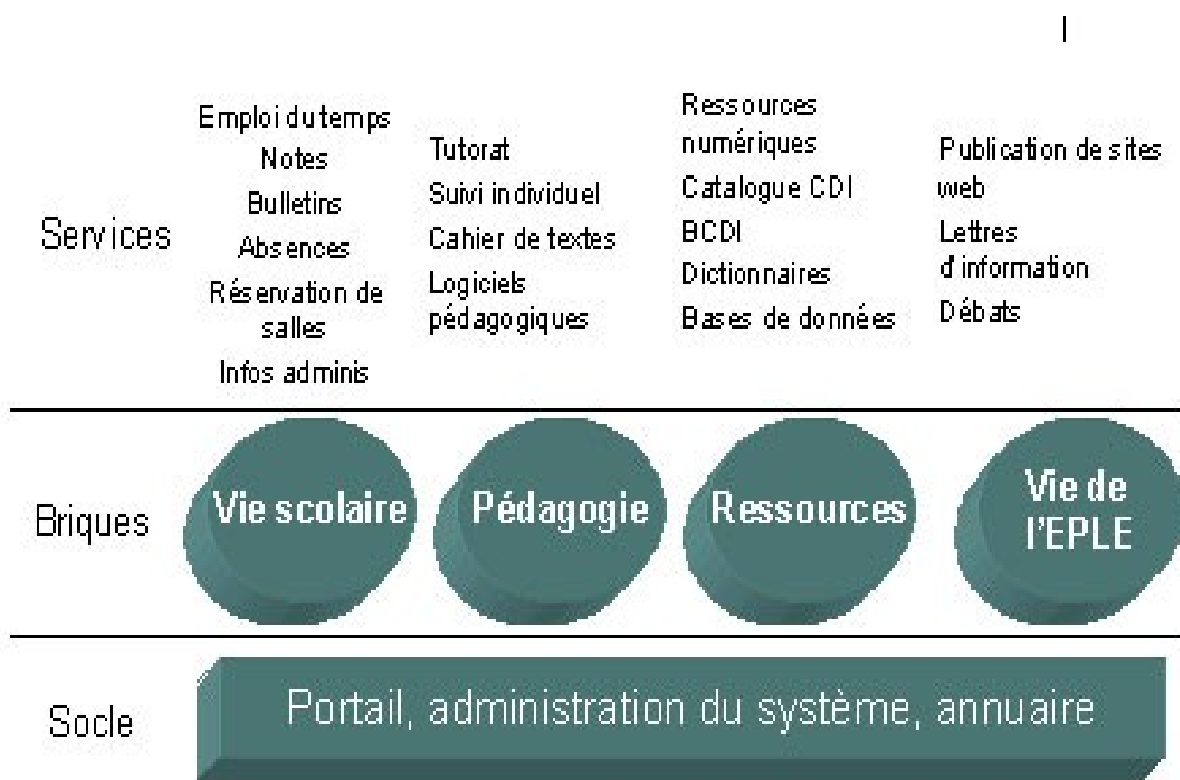 Services
Emploi du temps
Notes
Bulletins
Absences
Réservation de
salles
Infos adminis
Tutorat
Suivi individuel
Cahier de textes
Logiciels
pédagogiques
Ressources
numériques
Catalogue CDI
BCDI
Dictionnaires
Bases de données
Publication de sites
web
Lettres
d'information
Débats
Briques
Vie scolaire
Pédagogie
Ressources
Vie de
l'EPLE
Socle
Portail, administration du système, annuaire